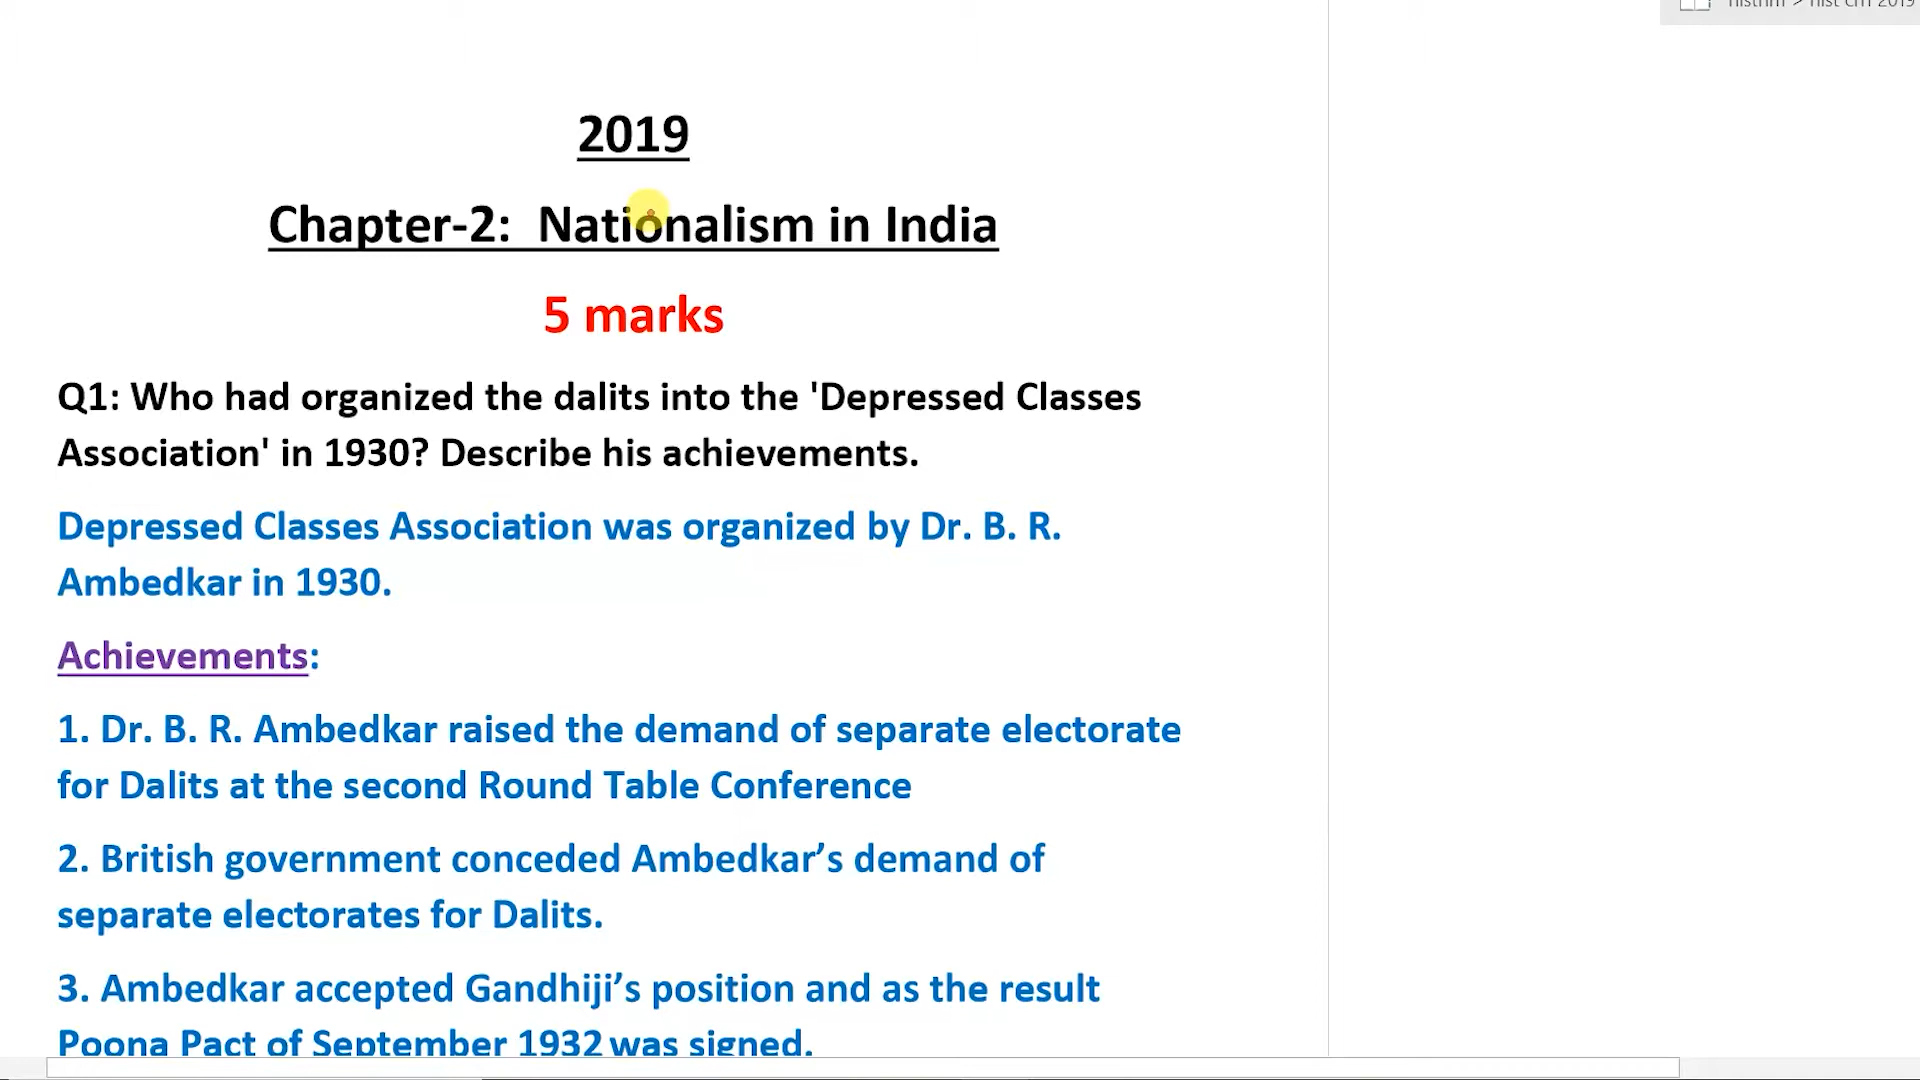 2019
Chapter-2: Nationalism in India
5 marks
Q1: Who had organized the dalits into the 'Depressed Classes
Association' in 1930? Describe his achievements.
Depressed Classes Association was organized by Dr. B. R.
Ambedkar in 1930.
Achievements:
1. Dr. B. R. Ambedkar raised the demand of separate electorate
for Dalits at the second Round Table Conference
2. British government conceded Ambedkar’s demand of
separate electorates for Dalits.
3. Ambedkar accepted Gandhiji’s position and as the result
Poona Pact of September 1932 was signed.